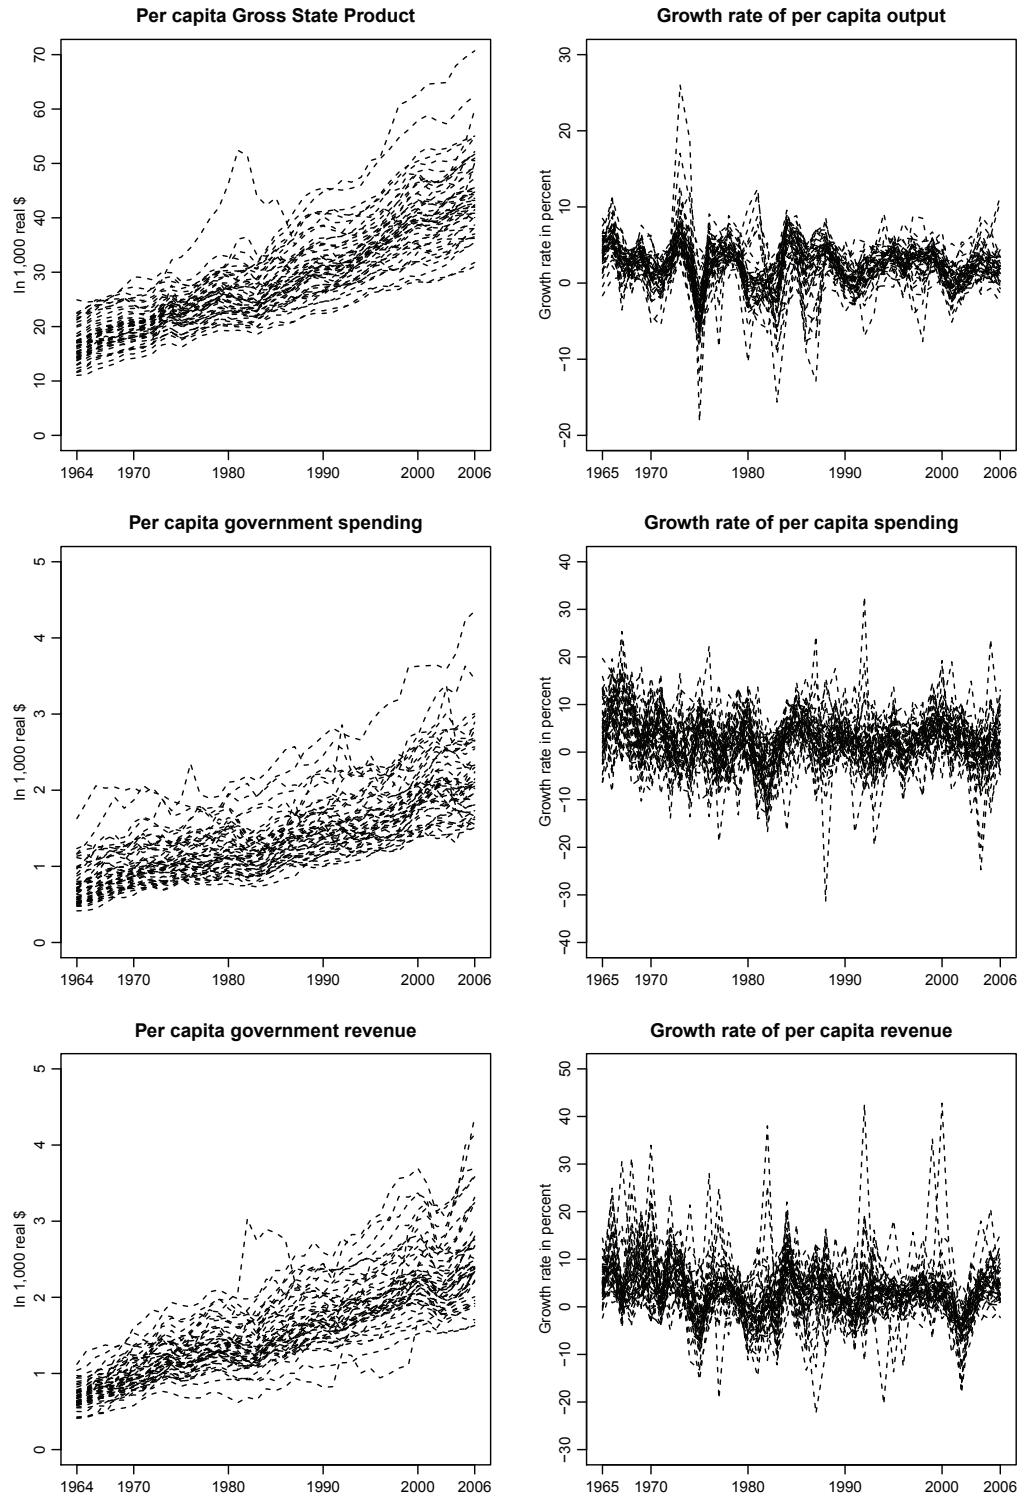 Per capita Gross State Product
Growth rate of per capita output
In 1,000 real $
0 10 20 30 40 50 60 70
1964 1970 1980 1990 2000 2006
Growth rate in percent
−20 −10 0 10 20 30
1965 1970 1980 1990 2000 2006
Per capita government spending
Growth rate of per capita spending
In 1,000 real $
0 1 2 3 4 5
1964 1970 1980 1990 2000 2006
Growth rate in percent
−40 −30 −20 −10 0 10 20 30 40
1965 1970 1980 1990 2000 2006
Per capita government revenue
Growth rate of per capita revenue
In 1,000 real $
0 1 2 3 4 5
1964 1970 1980 1990 2000 2006
Growth rate in percent
−30 −20 −10 0 10 20 30 40 50
1965 1970 1980 1990 2000 2006